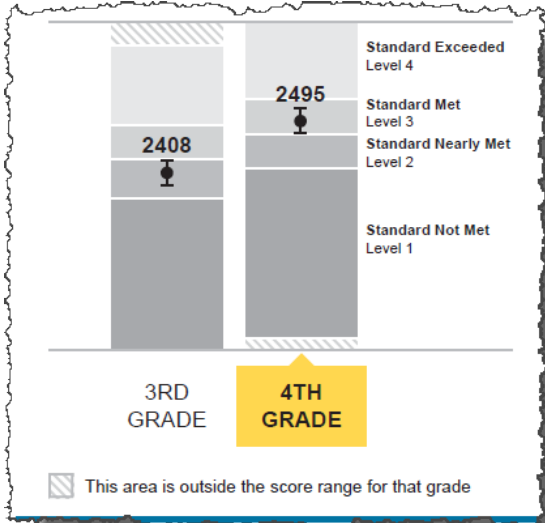 Standard Exceeded
Level 4
2495
Standard Met
Level 3
2408
Standard Nearly Met
Level 2
Standard Not Met
Level 1
3RD
GRADE
4TH
GRADE
This area is outside the score range for that grade